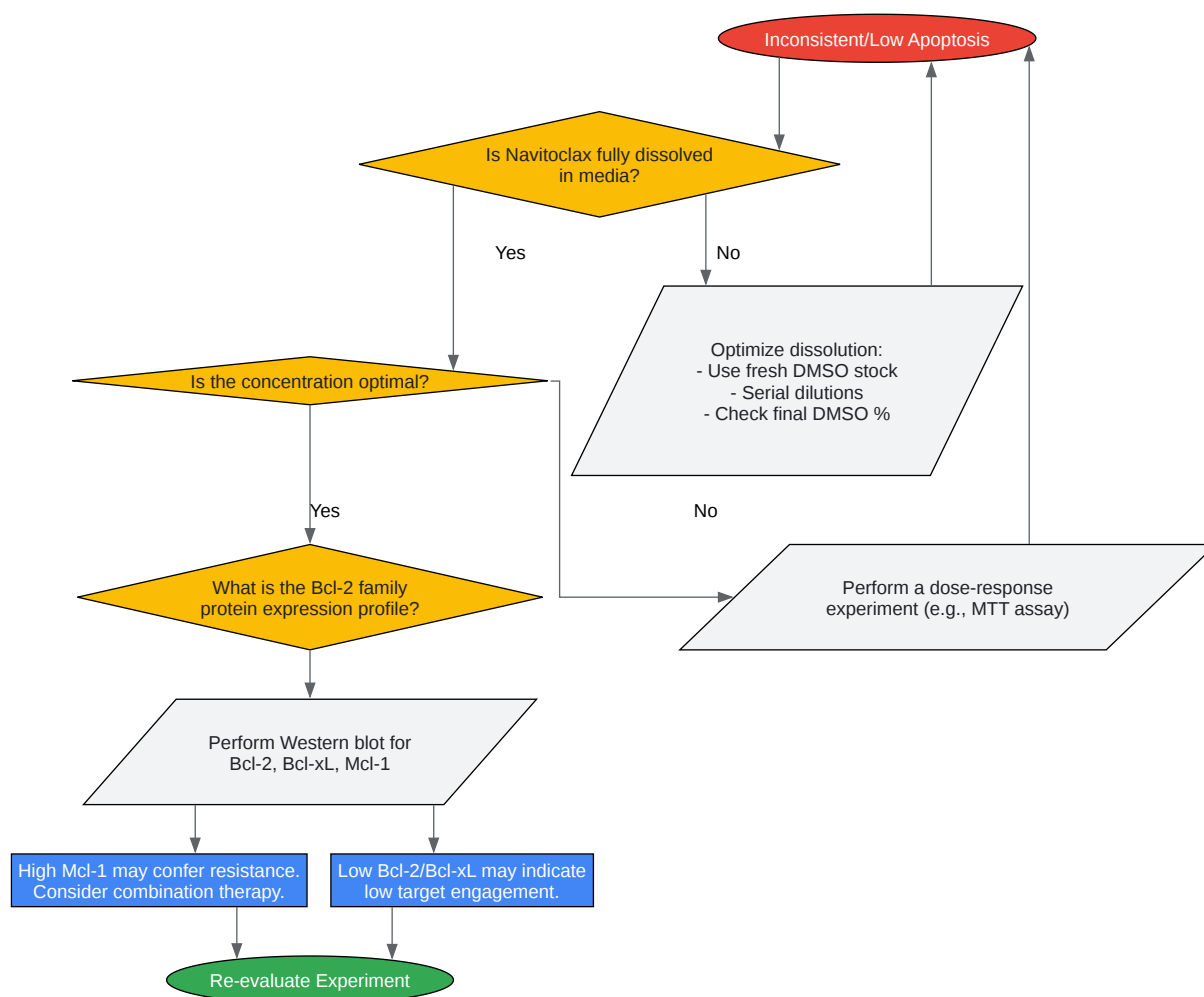 Inconsistent/Low Apoptosis
Is Navitoclax fully dissolved
in media?
Yes
No
Optimize dissolution:
- Use fresh DMSO stock
- Serial dilutions
- Check final DMSO %
Is the concentration optimal?
Yes
No
What is the Bcl-2 family
protein expression profile?
Perform a dose-response
experiment (e.g., MTT assay)
Perform Western blot for
Bcl-2, Bcl-xL, Mcl-1
High Mcl-1 may confer resistance.
Consider combination therapy.
Low Bcl-2/Bcl-xL may indicate
low target engagement.
Re-evaluate Experiment